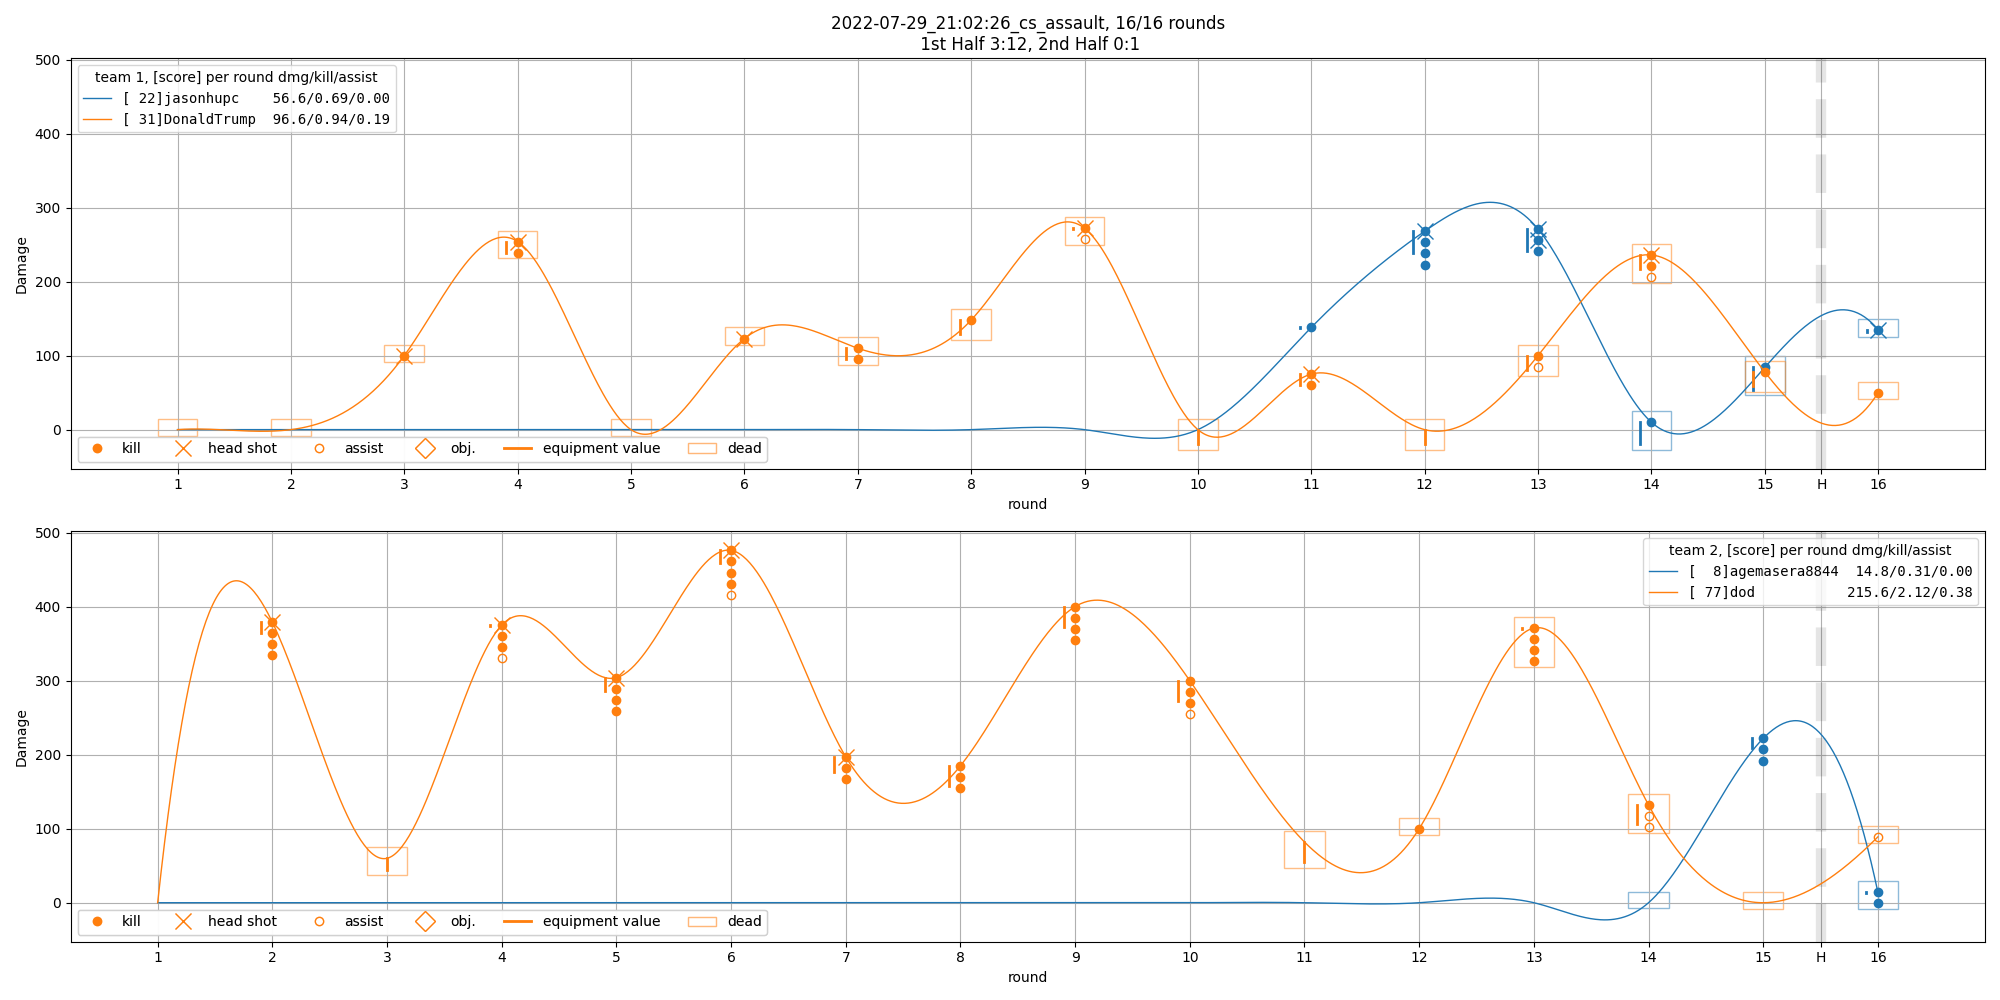 2022-07-29_21:02:26_cs_assault, 16/16 rounds
1st Half 3:12, 2nd Half 0:1
500
400
300
200
100
0
Damage
team 1, [score] per round dmg/kill/assist
[ 22]jasonhupc    56.6/0.69/0.00
[ 31]DonaldTrump  96.6/0.94/0.19
kill head shot assist obj. equipment value dead
1 2 3 4 5 6 7 8 9 10 11 12 13 14 15 H 16
round
500
400
300
200
100
0
Damage
team 2, [score] per round dmg/kill/assist
[  8]agemasera8844  14.8/0.31/0.00
[ 77]dod           215.6/2.12/0.38
kill head shot assist obj. equipment value dead
1 2 3 4 5 6 7 8 9 10 11 12 13 14 15 H 16
round